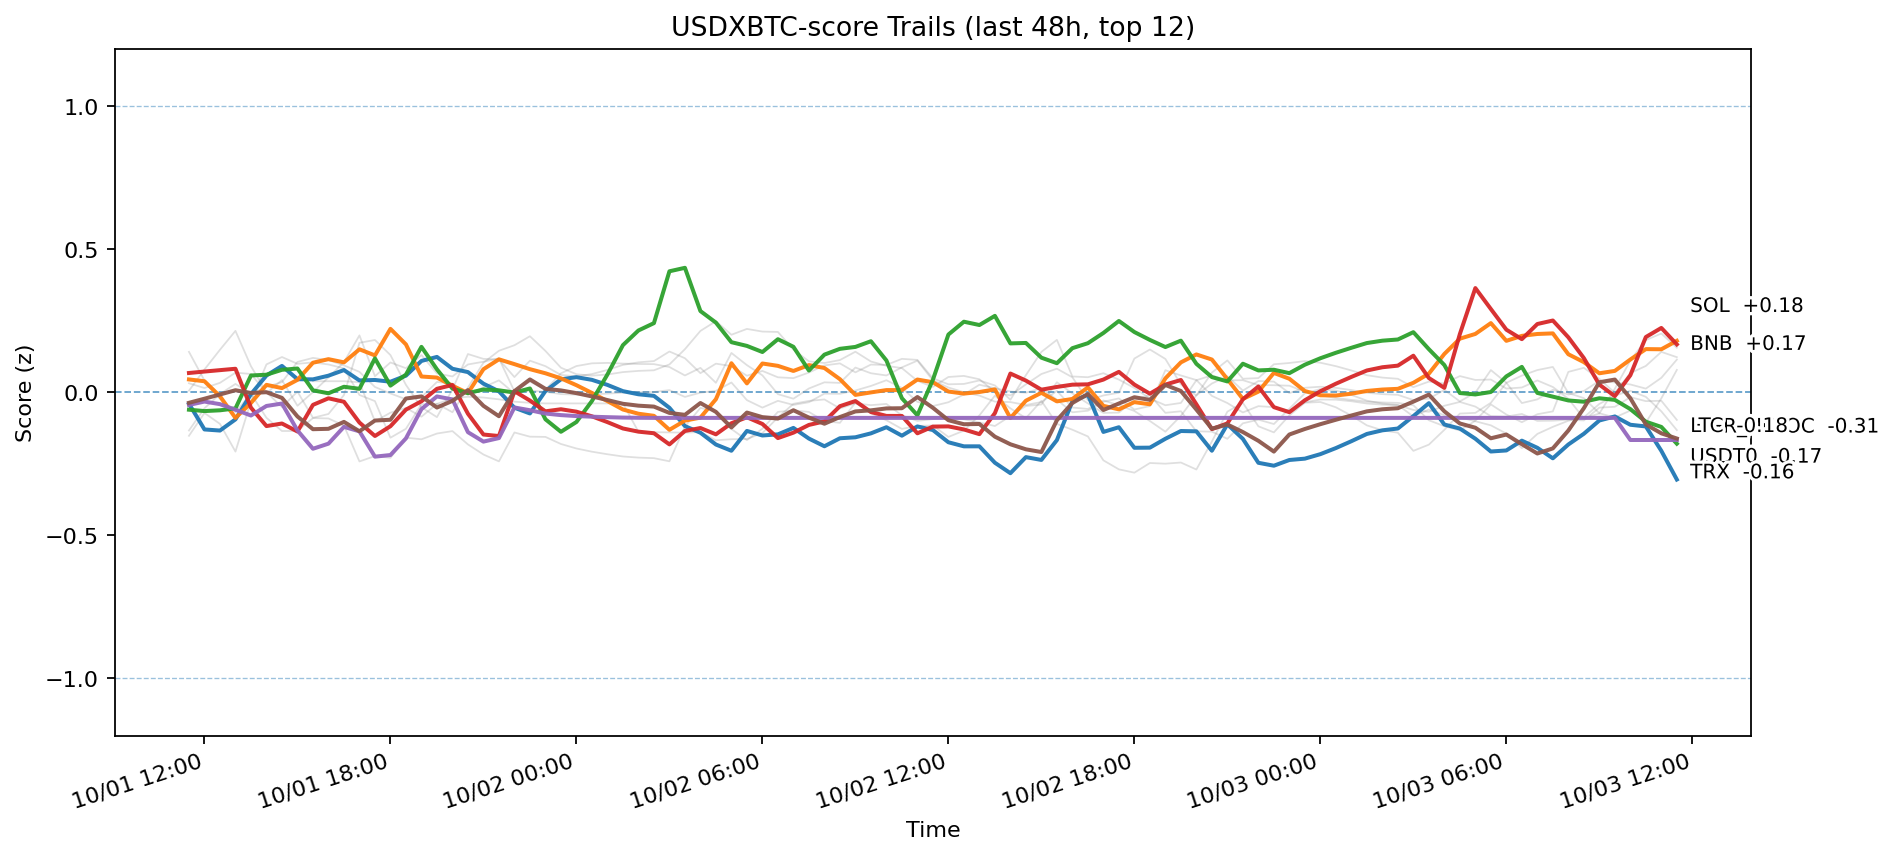 USDXBTC-score Trails (last 48h, top 12)
Score (z)
1.0
0.5
0.0
−0.5
−1.0
SOL +0.18
BNB +0.17
-0.31
USDT0 -0.17
TRX -0.16
10/01 12:00
10/01 18:00
10/02 00:00
10/02 06:00
10/02 12:00
10/02 18:00
10/03 00:00
10/03 06:00
10/03 12:00
Time